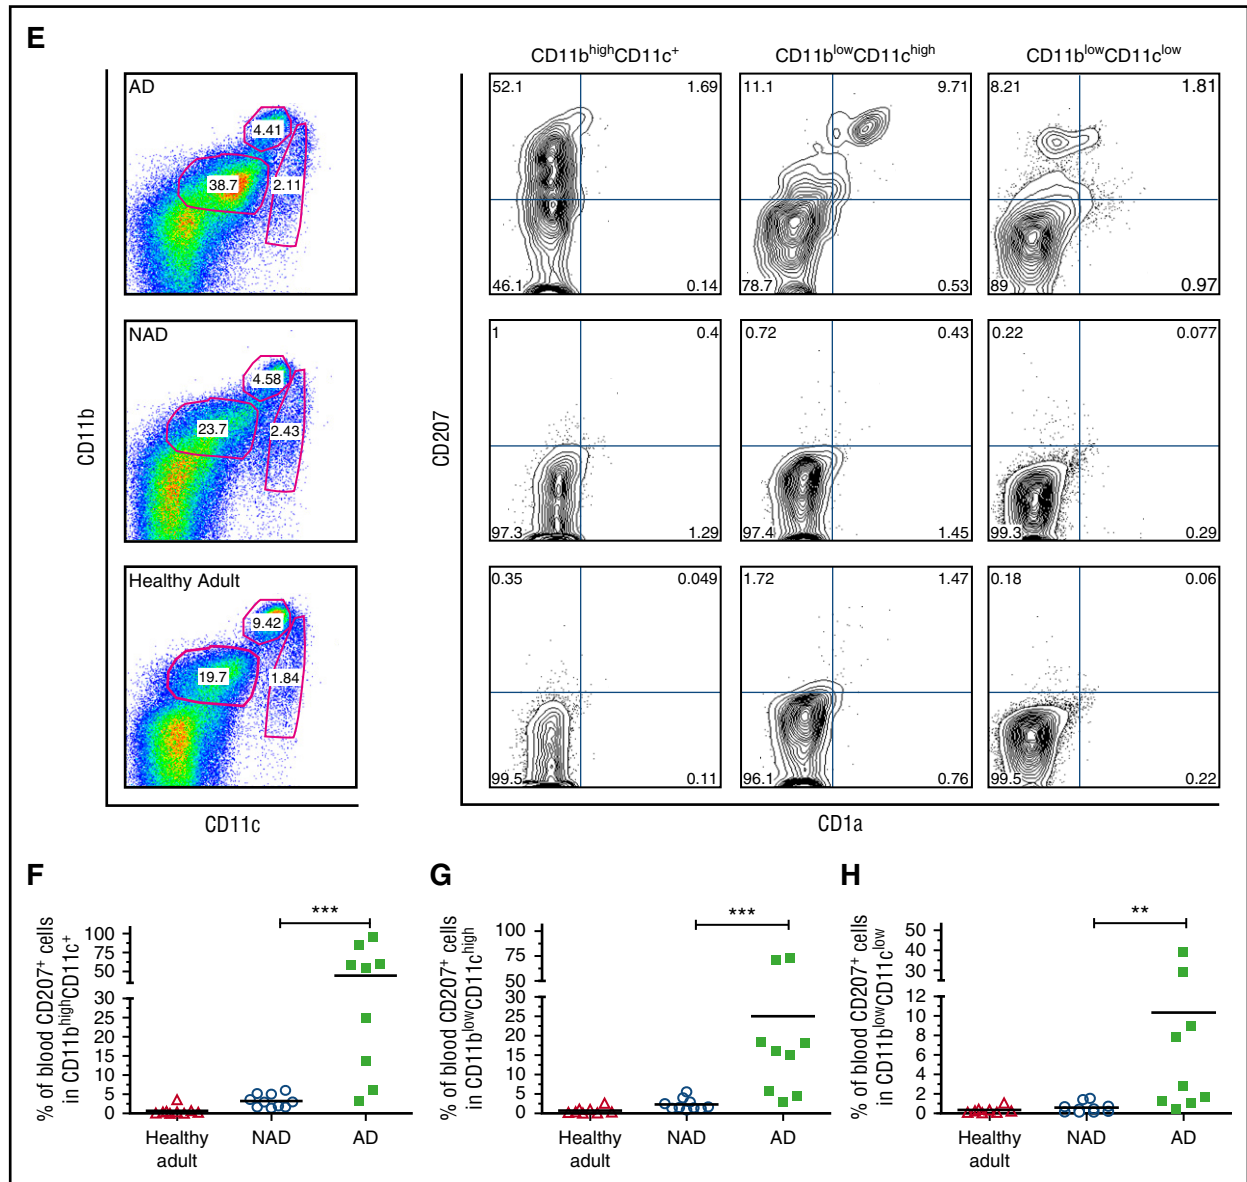 E
CD11b^high CD11c^+
CD11b^low CD11c^high
CD11b^low CD11c^low
AD
4.41
38.7
2.11
52.1
1.69
46.1
0.14
11.1
9.71
78.7
0.53
8.21
1.81
89
0.97
NAD
4.58
23.7
2.43
1
0.4
97.3
1.29
0.72
0.43
97.4
1.45
0.22
0.077
99.3
0.29
Healthy Adult
9.42
19.7
1.84
0.35
0.049
99.5
0.11
1.72
1.47
96.1
0.76
0.18
0.06
99.5
0.22
CD11b
CD11c
CD207
CD1a
F
% of blood CD207^+ cells
in CD11b^high CD11c^+
100
75
50
30
25
20
15
10
5
0
***
Healthy
adult
NAD
AD
G
% of blood CD207^+ cells
in CD11b^low CD11c^high
100
75
50
30
25
20
15
10
5
0
***
Healthy
adult
NAD
AD
H
% of blood CD207^+ cells
in CD11b^low CD11c^low
50
40
30
25
12
10
8
6
4
2
0
**
Healthy
adult
NAD
AD